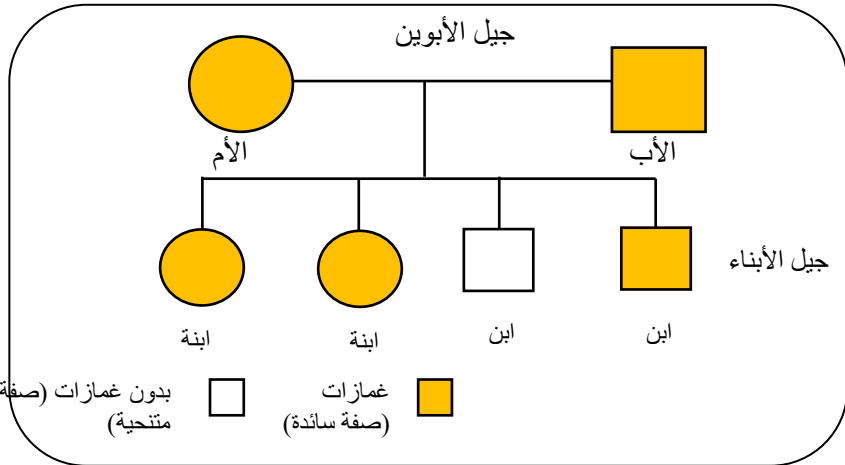 جيل الأبوين
الأب
الأم
جيل الأبناء
ابن
ابن
ابنة
ابنة
غمازات
(صفة سائدة)
بدون غمازات (صفة
متنحية)